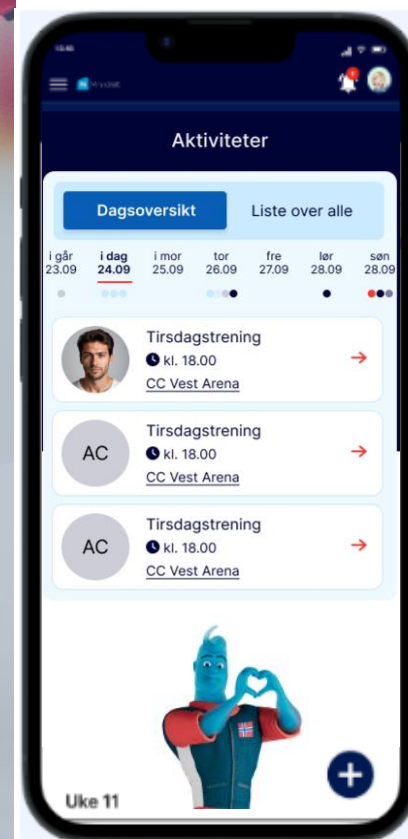 Aktiviteter
Dagsoversikt
Liste over alle
i går i dag i mor tor fre lør søn
23.09 24.09 25.09 26.09 27.09 28.09 28.09
Tirsdagstrening
kl. 18.00
CC Vest Arena
AC
Tirsdagstrening
kl. 18.00
CC Vest Arena
AC
Tirsdagstrening
kl. 18.00
CC Vest Arena
Uke 11